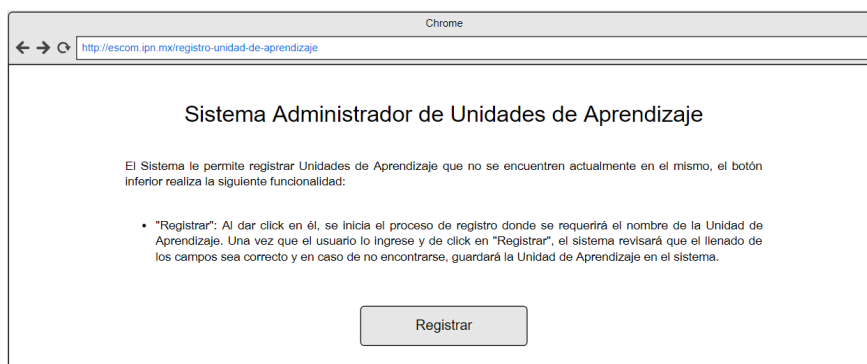 Chrome
http://escom.ipn.mx/registro-unidad-de-aprendizaje
Sistema Administrador de Unidades de Aprendizaje
El Sistema le permite registrar Unidades de Aprendizaje que no se encuentren actualmente en el mismo, el botón
inferior realiza la siguiente funcionalidad:
• "Registrar": Al dar click en él, se inicia el proceso de registro donde se requerirá el nombre de la Unidad de
Aprendizaje. Una vez que el usuario lo ingrese y de click en "Registrar", el sistema revisará que el llenado de
los campos sea correcto y en caso de no encontrarse, guardará la Unidad de Aprendizaje en el sistema.
Registrar